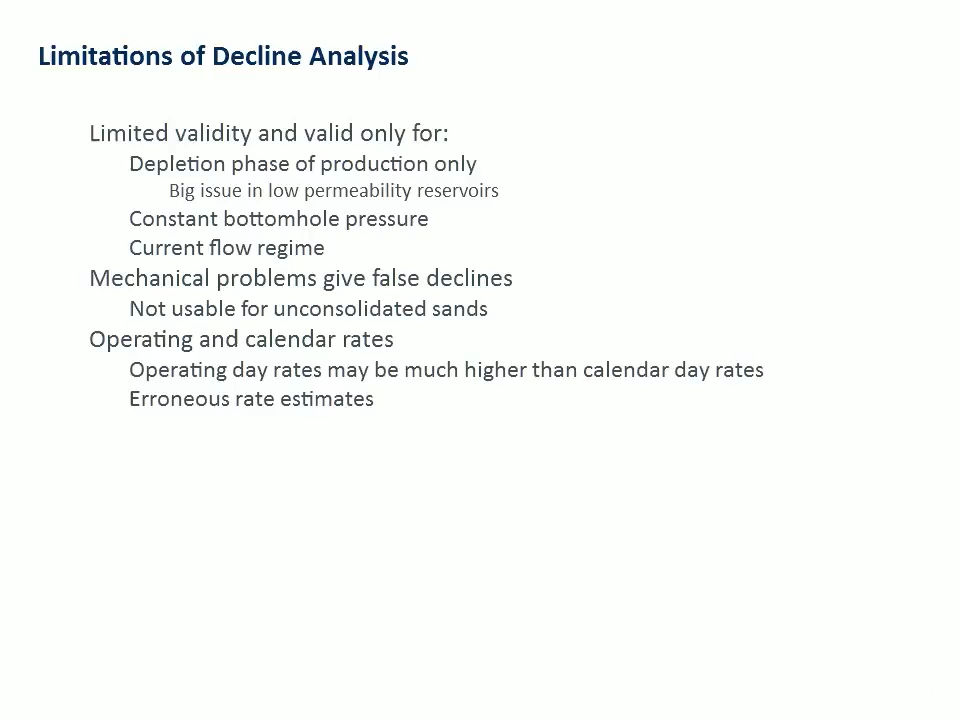 Limitations of Decline Analysis
Limited validity and valid only for:
Depletion phase of production only
Big issue in low permeability reservoirs
Constant bottomhole pressure
Current flow regime
Mechanical problems give false declines
Not usable for unconsolidated sands
Operating and calendar rates
Operating day rates may be much higher than calendar day rates
Erroneous rate estimates